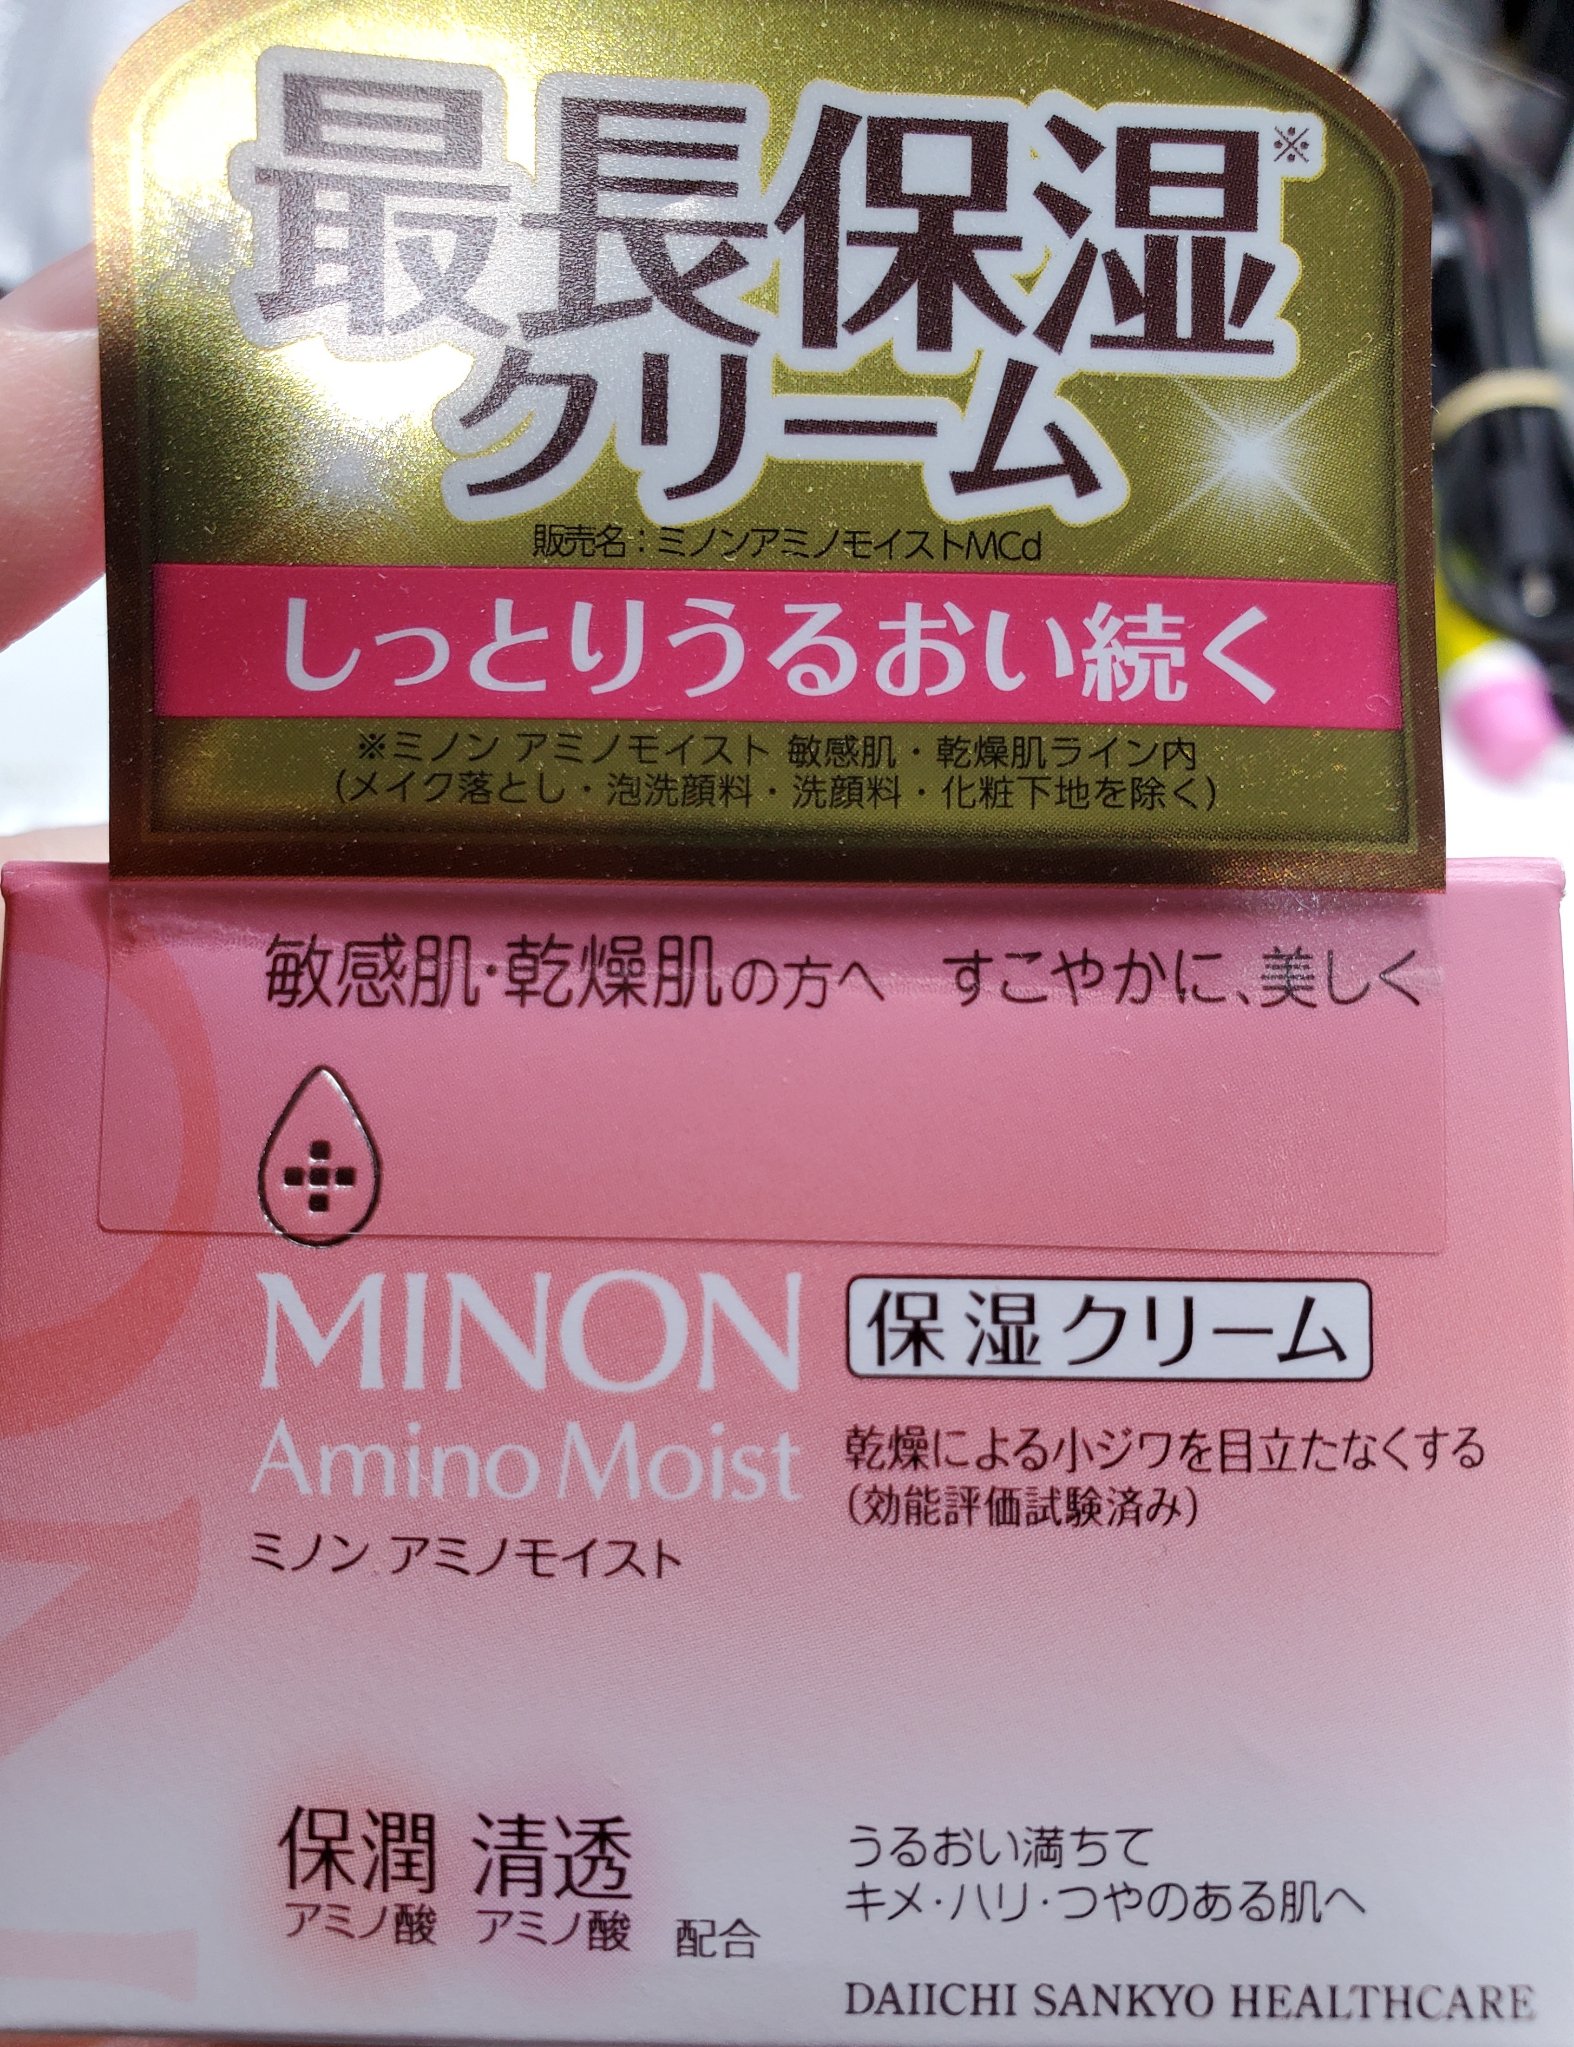 最長保湿※
クリーム
販売名：ミノンアミノモイストMCd
しっとりうるおい続く
※ミノン アミノモイスト 敏感肌・乾燥肌ライン内
(メイク落とし・泡洗顔料・洗顔料・化粧下地を除く)
敏感肌・乾燥肌の方へ すこやかに、美しく
MINON
Amino Moist
ミノン アミノモイスト
保湿クリーム
乾燥による小ジワを目立たなくする
(効能評価試験済み)
保潤 清透
アミノ酸 アミノ酸 配合
うるおい満ちて
キメ・ハリ・つやのある肌へ
DAIICHI SANKYO HEALTHCARE